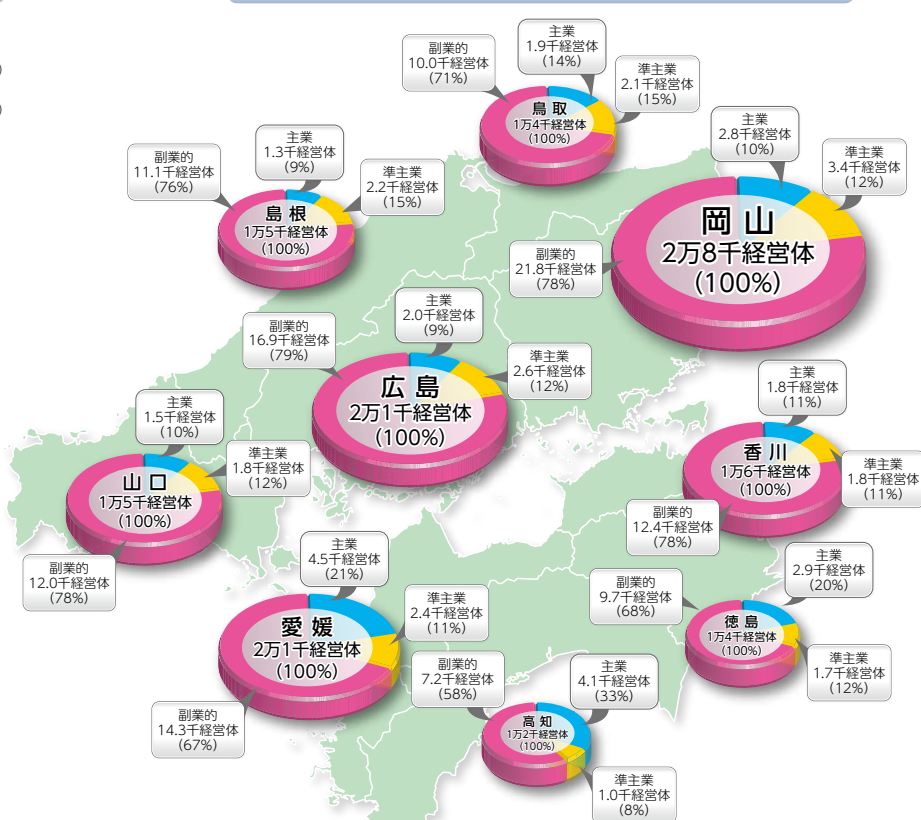 副業的
10.0千経営体
(71%)
主業
1.9千経営体
(14%)
準主業
2.1千経営体
(15%)
鳥取
1万4千経営体
(100%)
副業的
11.1千経営体
(76%)
主業
1.3千経営体
(9%)
準主業
2.2千経営体
(15%)
島根
1万5千経営体
(100%)
主業
2.8千経営体
(10%)
準主業
3.4千経営体
(12%)
副業的
21.8千経営体
(78%)
岡山
2万8千経営体
(100%)
副業的
16.9千経営体
(79%)
主業
2.0千経営体
(9%)
準主業
2.6千経営体
(12%)
広島
2万1千経営体
(100%)
主業
1.5千経営体
(10%)
準主業
1.8千経営体
(12%)
山口
1万5千経営体
(100%)
副業的
12.0千経営体
(78%)
主業
1.8千経営体
(11%)
準主業
1.8千経営体
(11%)
香川
1万6千経営体
(100%)
副業的
12.4千経営体
(78%)
主業
4.5千経営体
(21%)
準主業
2.4千経営体
(11%)
愛媛
2万1千経営体
(100%)
副業的
14.3千経営体
(67%)
副業的
9.7千経営体
(68%)
主業
2.9千経営体
(20%)
徳島
1万4千経営体
(100%)
準主業
1.7千経営体
(12%)
副業的
7.2千経営体
(58%)
主業
4.1千経営体
(33%)
高知
1万2千経営体
(100%)
準主業
1.0千経営体
(8%)